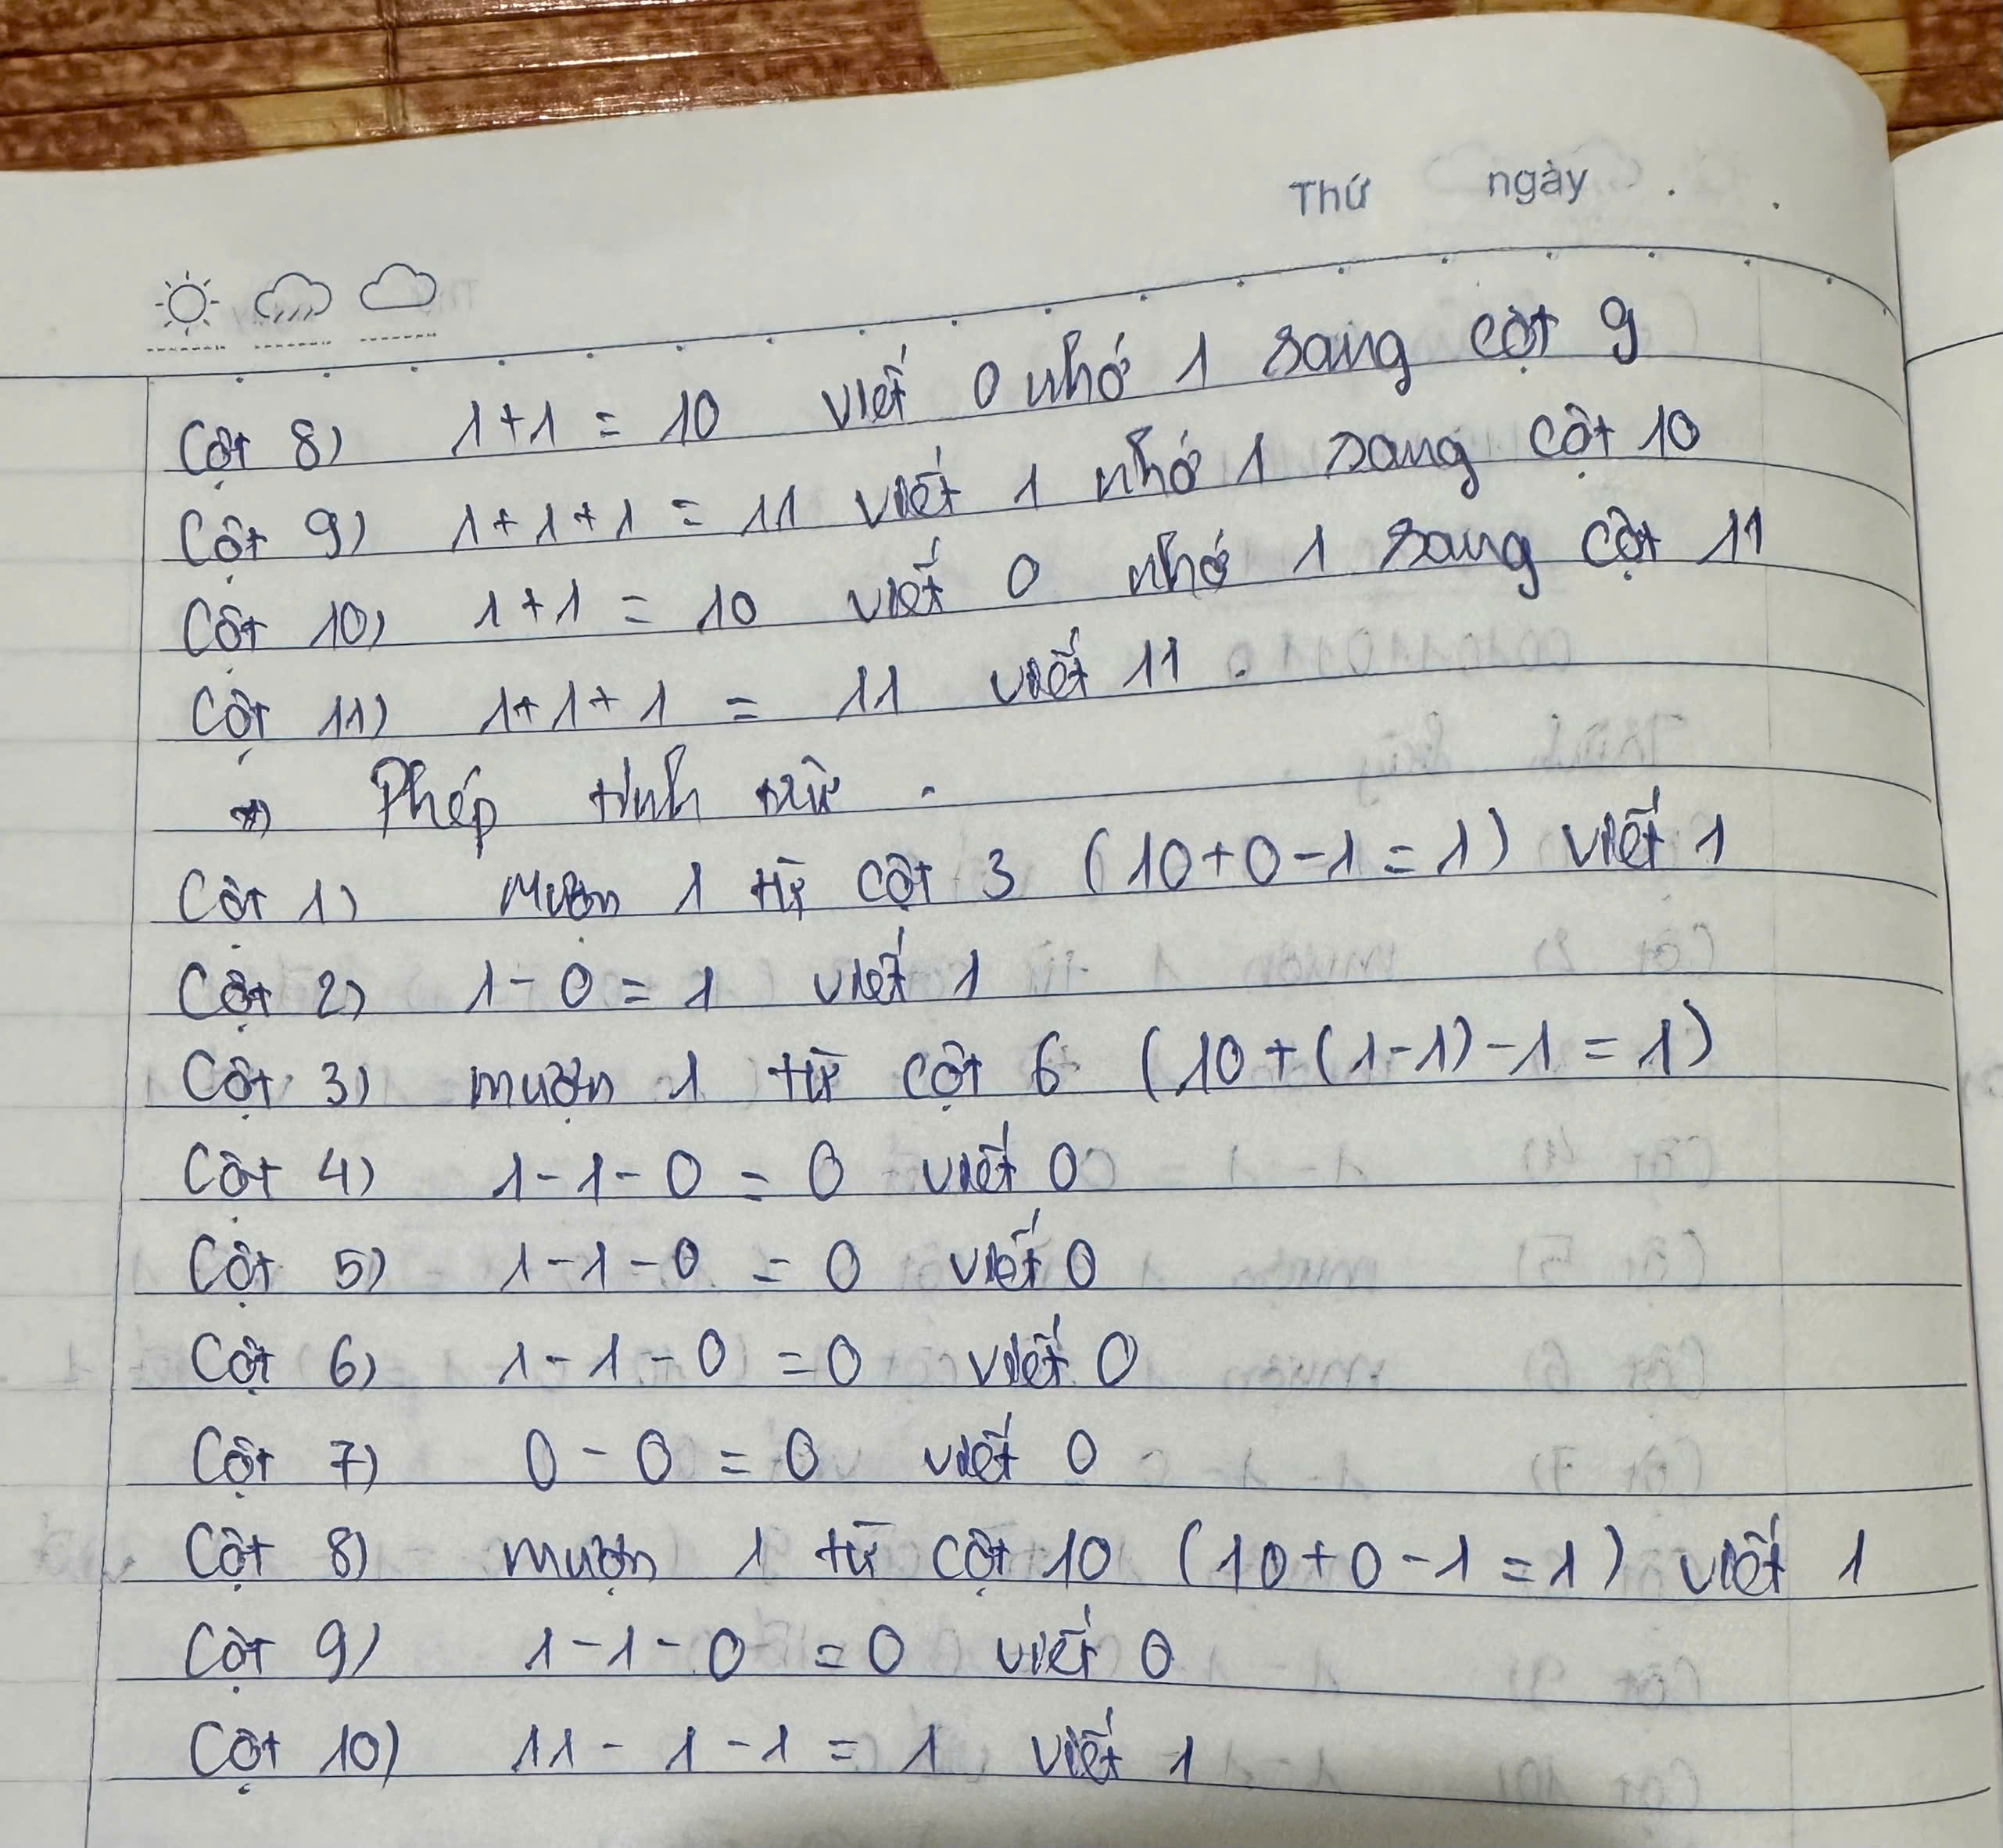 Thứ ngày
Cột 8) 1+1 = 10 viết 0 nhớ 1 sang cột 9
Cột 9) 1+1+1 = 11 viết 1 nhớ 1 sang cột 10
Cột 10) 1+1 = 10 viết 0 nhớ 1 sang cột 11
Cột 11) 1+1+1 = 11 viết 11.
*) Phép tính trừ.
Cột 1) Mượn 1 từ cột 3 (10+0-1=1) viết 1
Cột 2) 1-0=1 viết 1
Cột 3) mượn 1 từ cột 6 (10+(1-1)-1=1)
Cột 4) 1-1-0 = 0 viết 0
Cột 5) 1-1-0 = 0 viết 0
Cột 6) 1-1-0 = 0 viết 0
Cột 7) 0-0=0 viết 0
Cột 8) mượn 1 từ cột 10 (10+0-1=1) viết 1
Cột 9) 1-1-0 = 0 viết 0
Cột 10) 11-1-1 = 1 viết 1